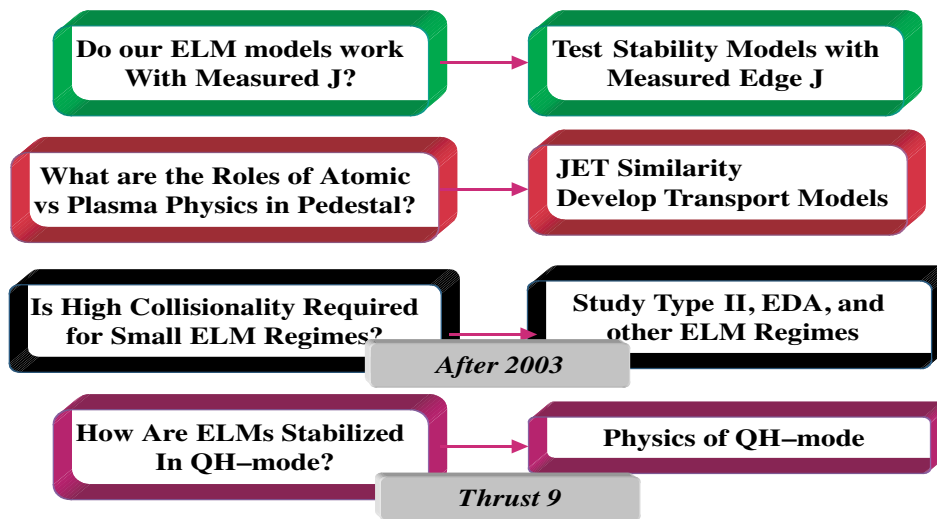 Do our ELM models work
With Measured J?
Test Stability Models with
Measured Edge J
What are the Roles of Atomic
vs Plasma Physics in Pedestal?
JET Similarity
Develop Transport Models
Is High Collisionality Required
for Small ELM Regimes?
Study Type II, EDA, and
other ELM Regimes
After 2003
How Are ELMs Stabilized
In QH–mode?
Physics of QH–mode
Thrust 9